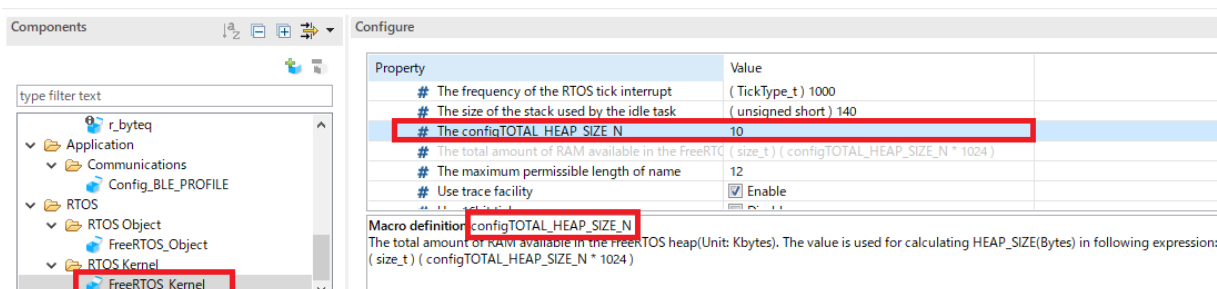 Components
Configure
type filter text
r_byteq
Application
Communications
Config_BLE_PROFILE
RTOS
RTOS Object
FreeRTOS_Object
RTOS Kernel
FreeRTOS_Kernel
Property Value
# The frequency of the RTOS tick interrupt ( TickType_t ) 1000
# The size of the stack used by the idle task ( unsigned short ) 140
# The configTOTAL_HEAP_SIZE_N 10
# The total amount of RAM available in the FreeRTO ( size_t ) ( configTOTAL_HEAP_SIZE_N * 1024 )
# The maximum permissible length of name 12
# Use trace facility Enable
Macro definition: configTOTAL_HEAP_SIZE_N
The total amount of RAM available in the FreeRTOS heap(Unit: Kbytes). The value is used for calculating HEAP_SIZE(Bytes) in following expression:
( size_t ) ( configTOTAL_HEAP_SIZE_N * 1024 )